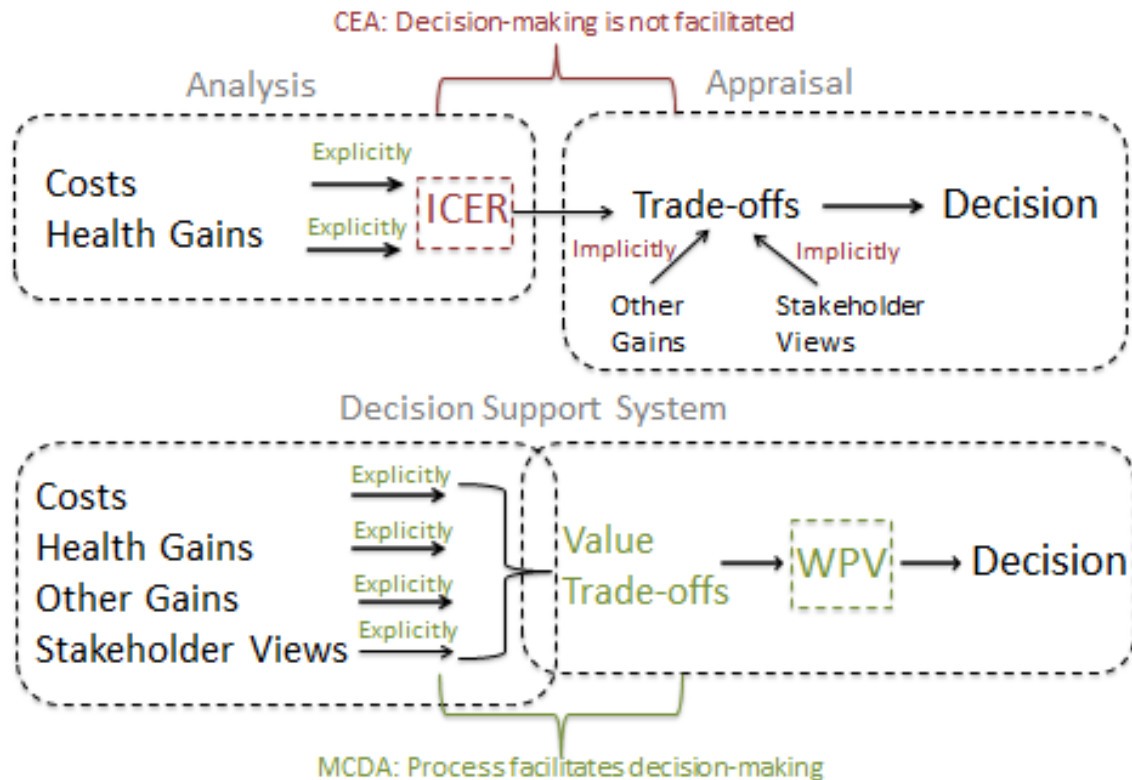 CEA: Decision-making is not facilitated
Analysis
Appraisal
Costs
Explicitly
Health Gains
Explicitly
ICER
Trade-offs
Decision
Implicitly
Implicitly
Other
Gains
Stakeholder
Views
Decision Support System
Costs
Explicitly
Health Gains
Explicitly
Other Gains
Explicitly
Stakeholder Views
Explicitly
Value
Trade-offs
WPV
Decision
MCDA: Process facilitates decision-making